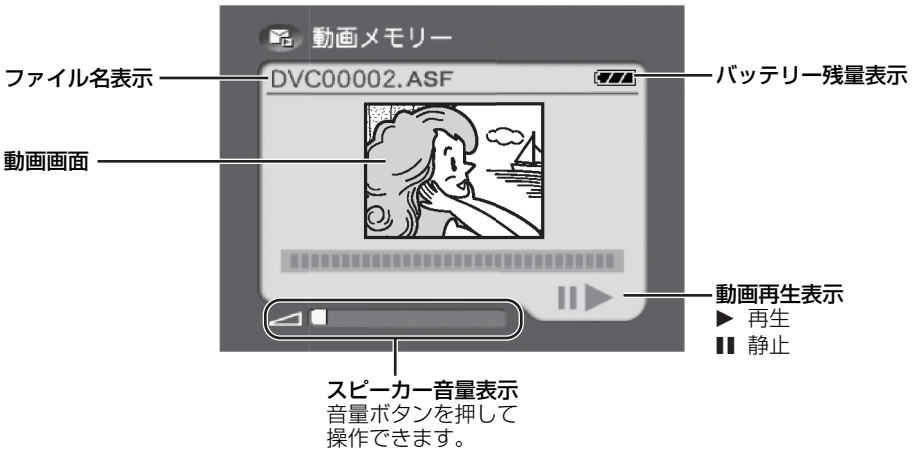 動画メモリー
ファイル名表示
DVC00002.ASF
バッテリー残量表示
動画画面
動画再生表示
▶ 再生
❚❚ 静止
スピーカー音量表示
音量ボタンを押して
操作できます。